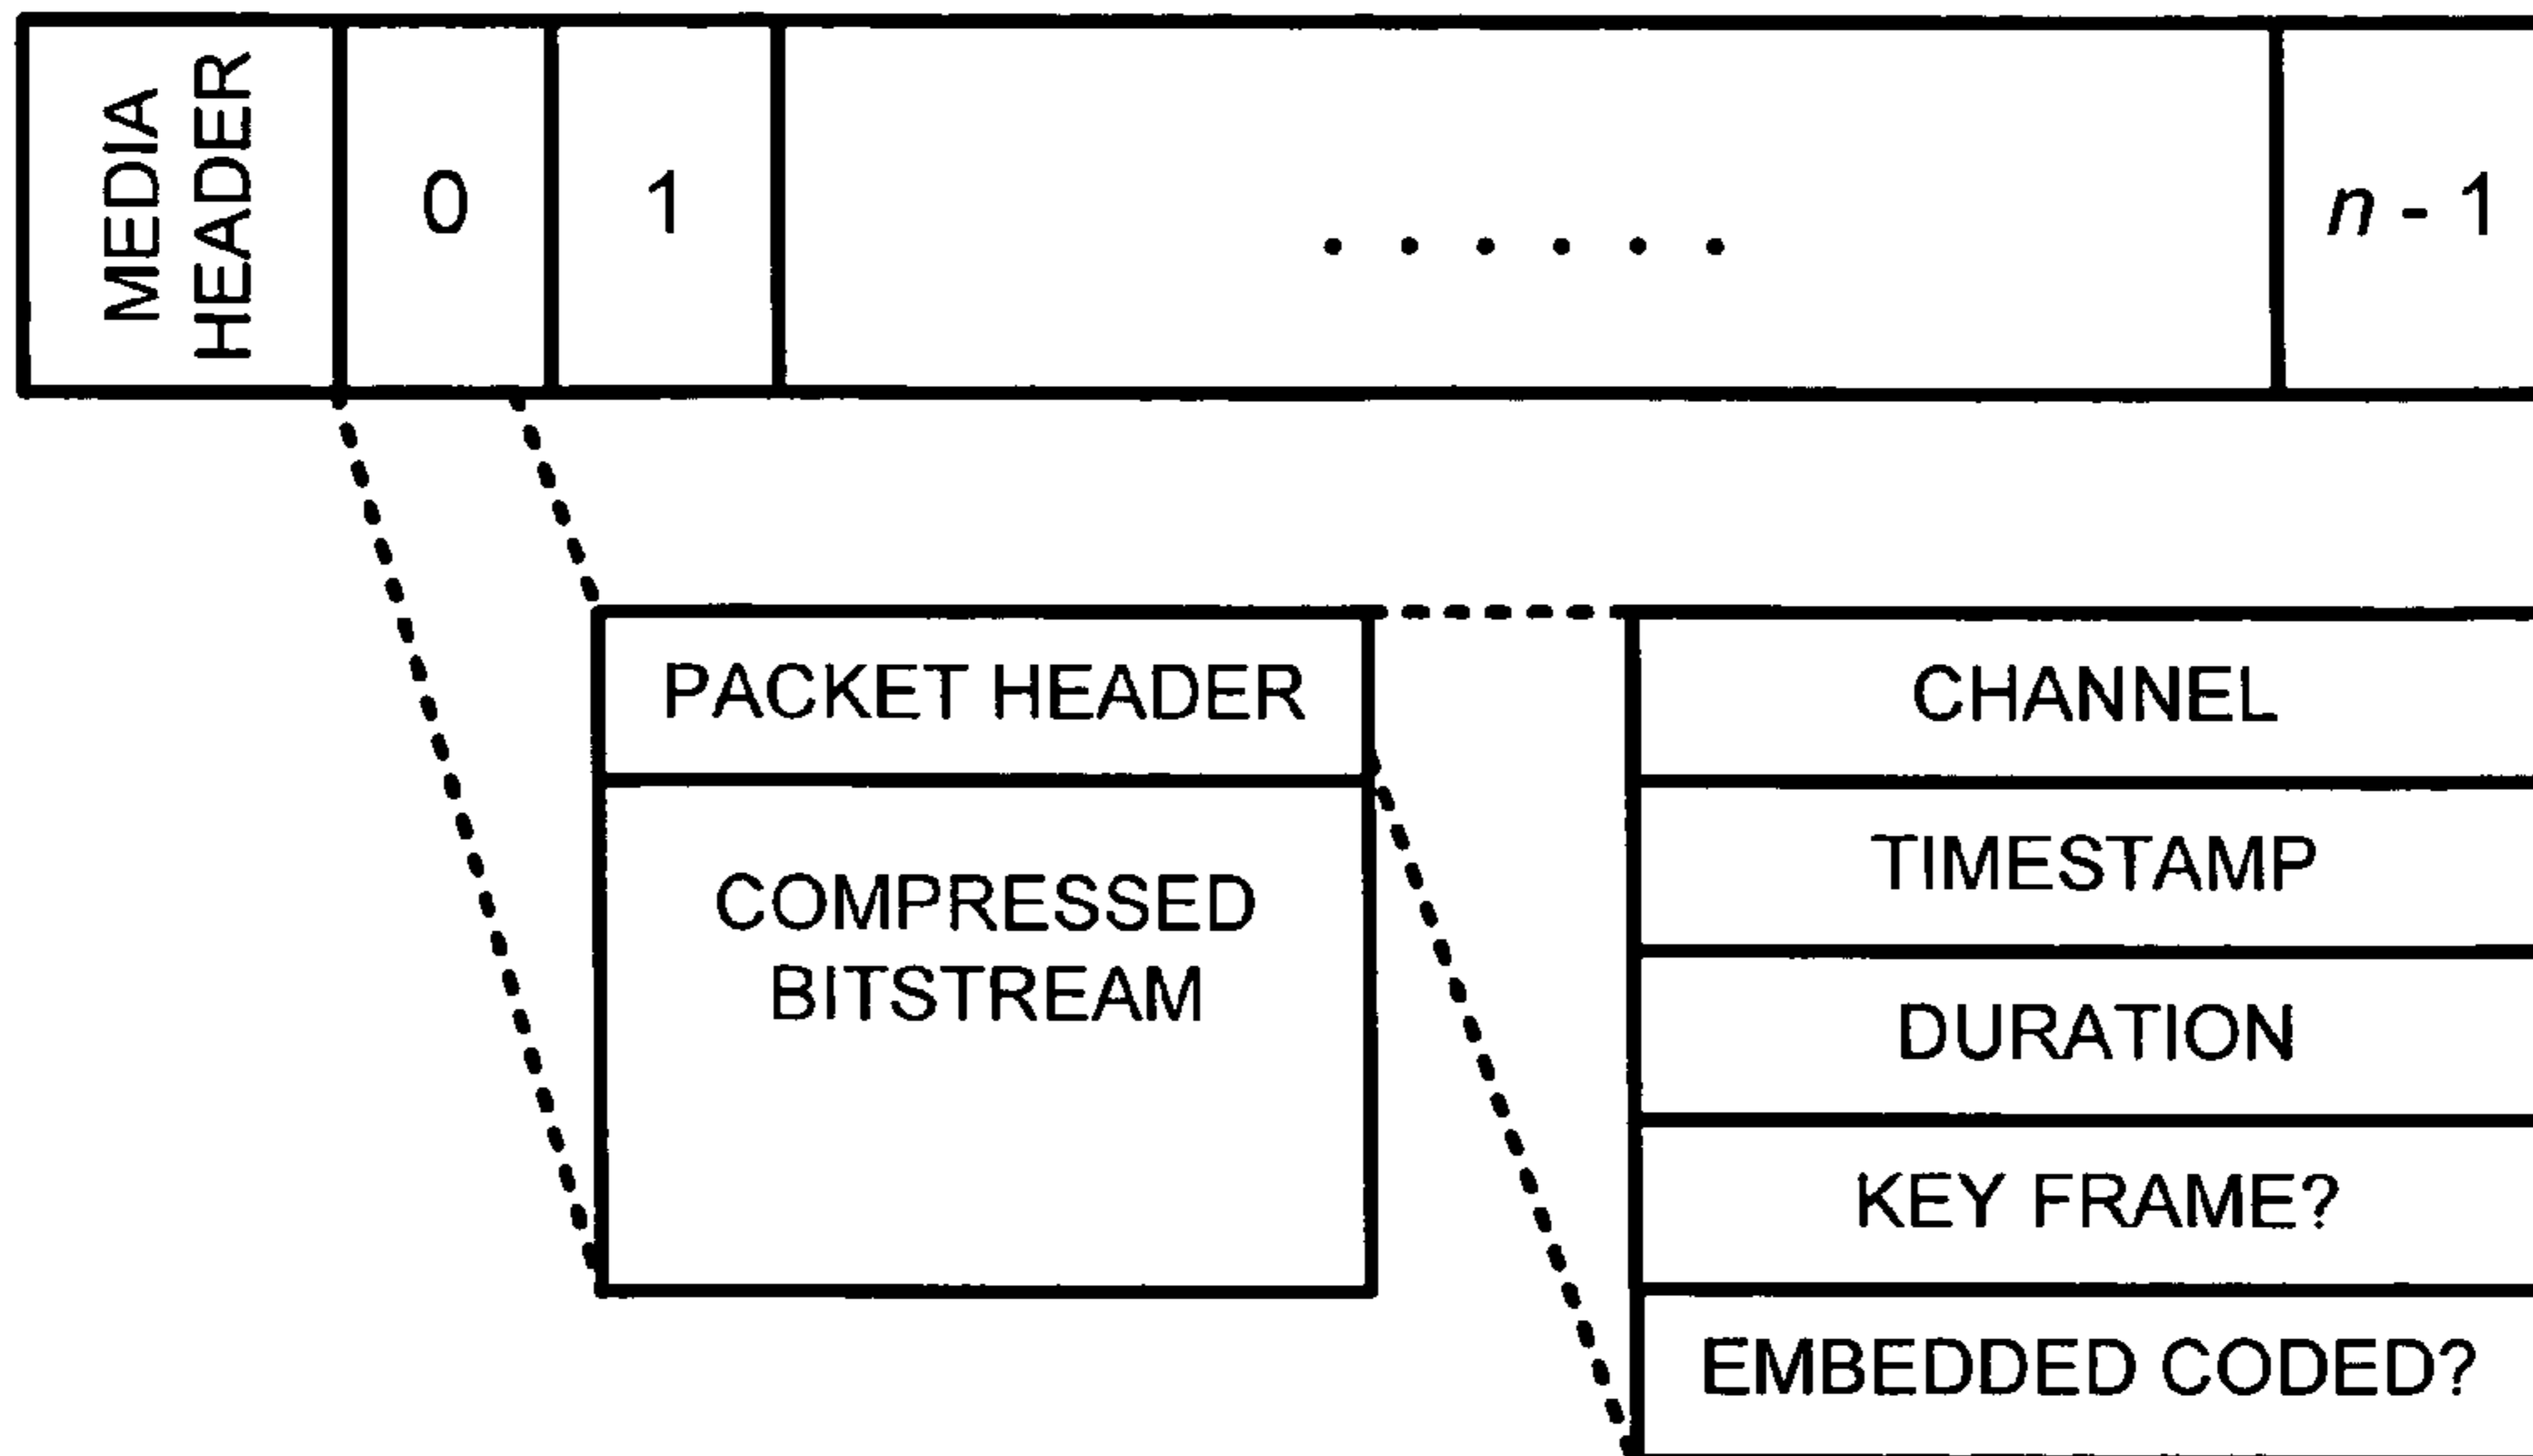 MEDIA
HEADER
0
1
. . . . . .
n - 1
PACKET HEADER
COMPRESSED
BITSTREAM
CHANNEL
TIMESTAMP
DURATION
KEY FRAME?
EMBEDDED CODED?